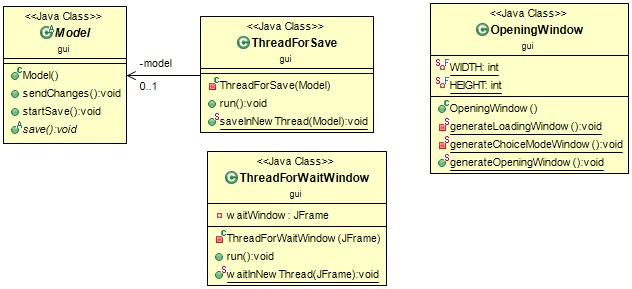 <<Java Class>>
Model
gui
Model()
sendChanges():void
startSave():void
save():void
-model
0..1
<<Java Class>>
ThreadForSave
gui
ThreadForSave(Model)
run():void
saveInNewThread(Model):void
<<Java Class>>
OpeningWindow
gui
WIDTH: int
HEIGHT: int
OpeningWindow()
generateLoadingWindow():void
generateChoiceModeWindow():void
generateOpeningWindow():void
<<Java Class>>
ThreadForWaitWindow
gui
waitWindow: JFrame
ThreadForWaitWindow(JFrame)
run():void
waitInNewThread(JFrame):void